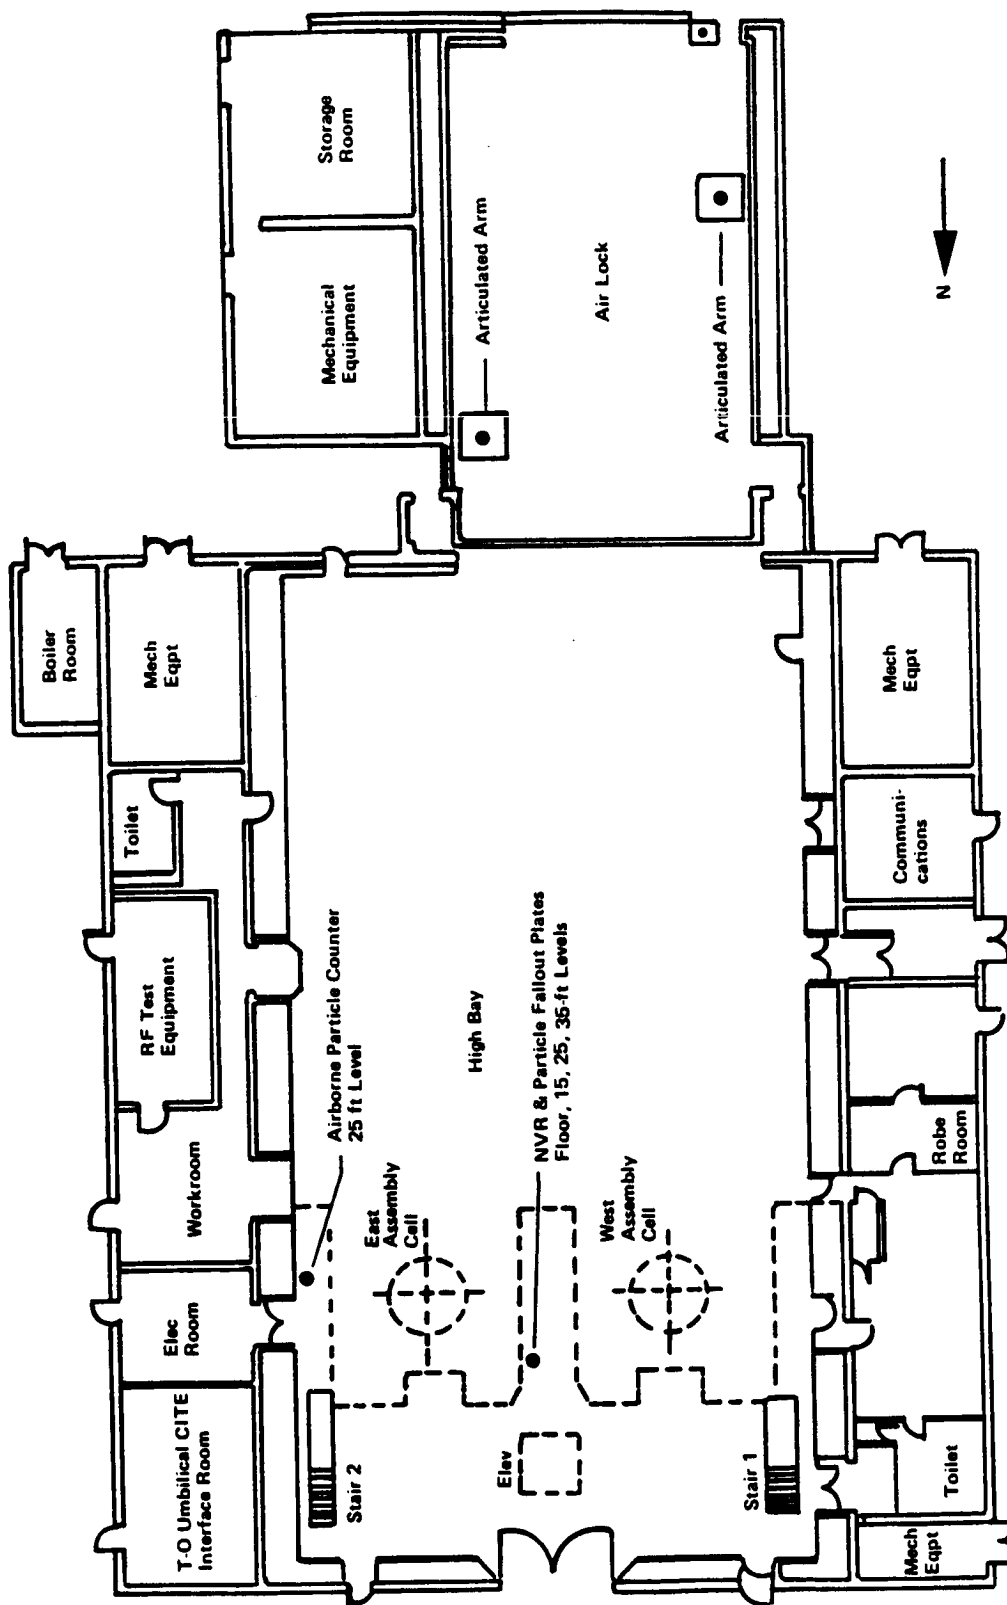 Storage
Room
Mechanical
Equipment
Articulated Arm
Air Lock
Articulated Arm
N
Boiler
Room
Mech
Eqpt
Toilet
RF Test
Equipment
Workroom
Elec
Room
T-O Umbilical CITE
Interface Room
Airborne Particle Counter
25 ft Level
High Bay
NVR & Particle Fallout Plates
Floor, 15, 25, 35-ft Levels
East
Assembly
Cell
West
Assembly
Cell
Stair 2
Elev
Stair 1
Mech
Eqpt
Communi-
cations
Robe
Room
Toilet
Mech
Eqpt